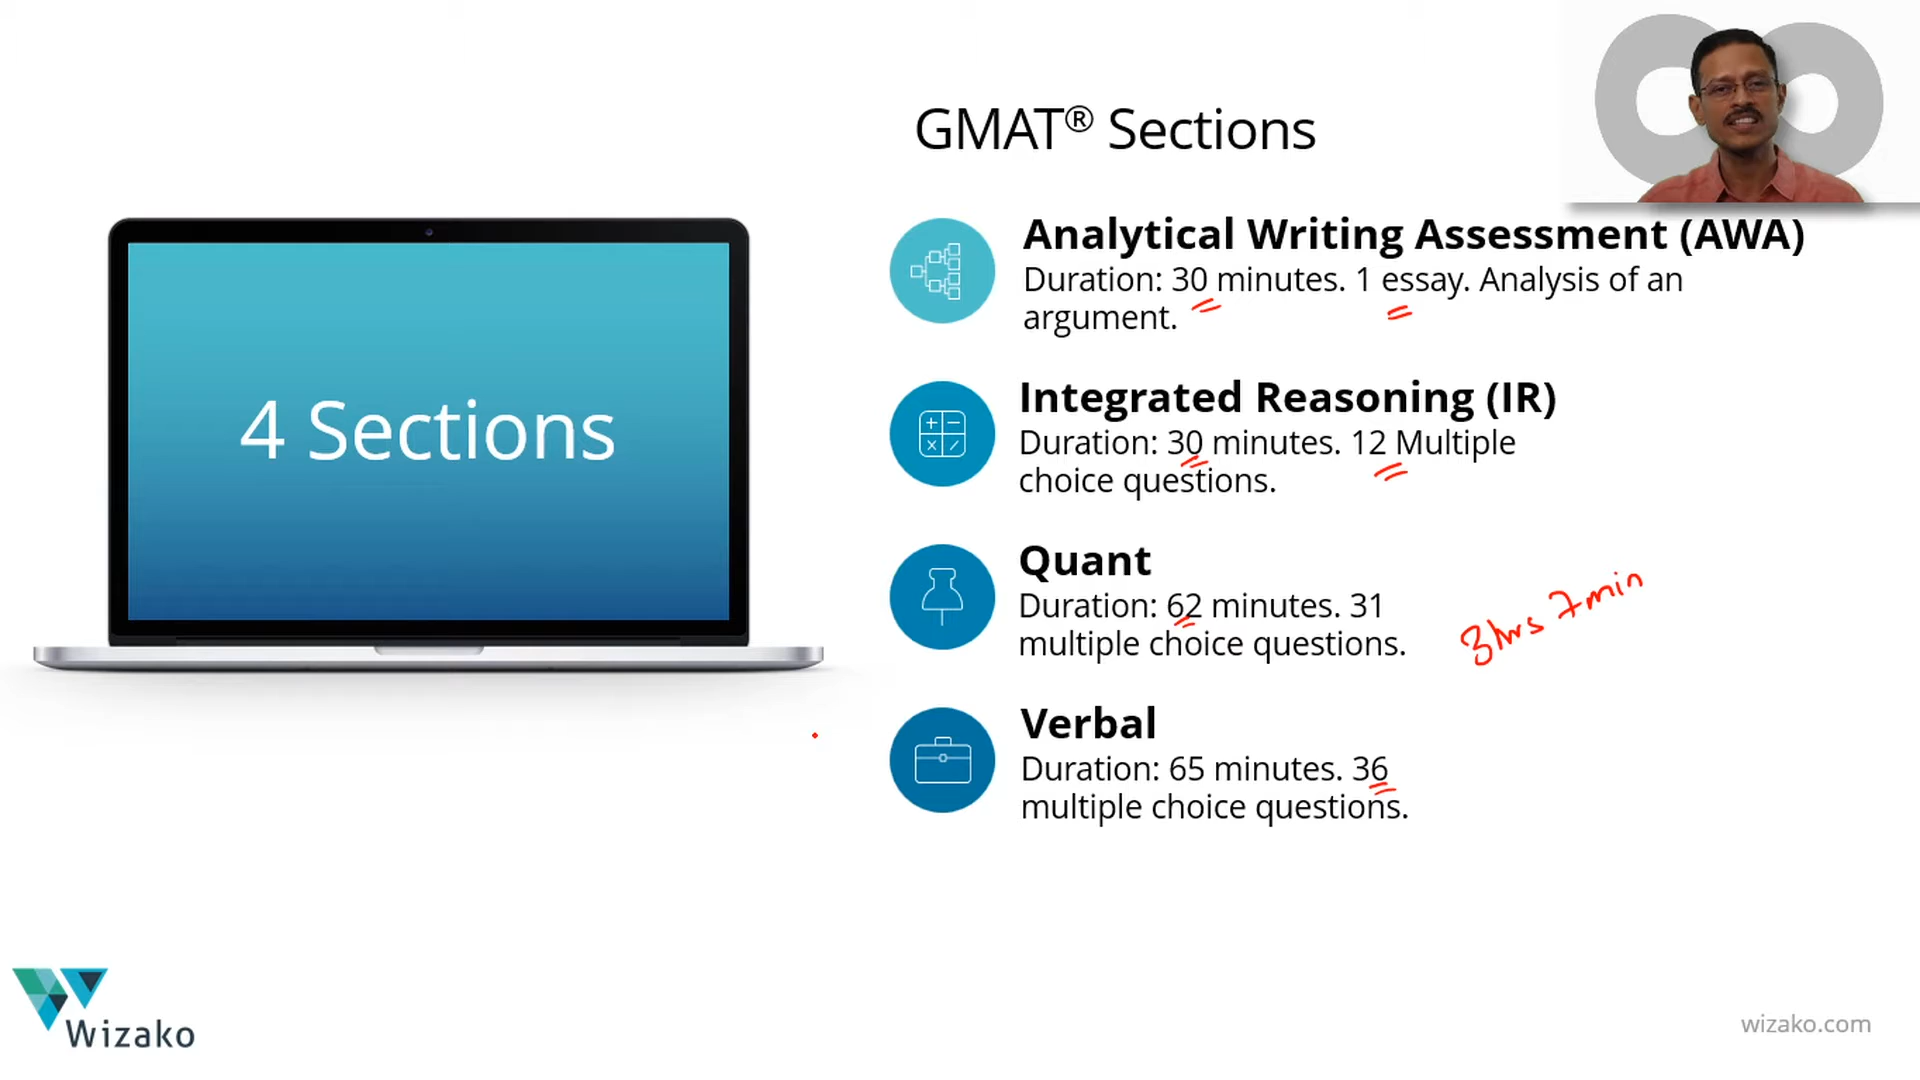 GMAT® Sections
4 Sections
Analytical Writing Assessment (AWA)
Duration: 30 minutes. 1 essay. Analysis of an
argument.
Integrated Reasoning (IR)
Duration: 30 minutes. 12 Multiple
choice questions.
Quant
Duration: 62 minutes. 31
multiple choice questions.
3hrs 7min
Verbal
Duration: 65 minutes. 36
multiple choice questions.
Wizako
wizako.com